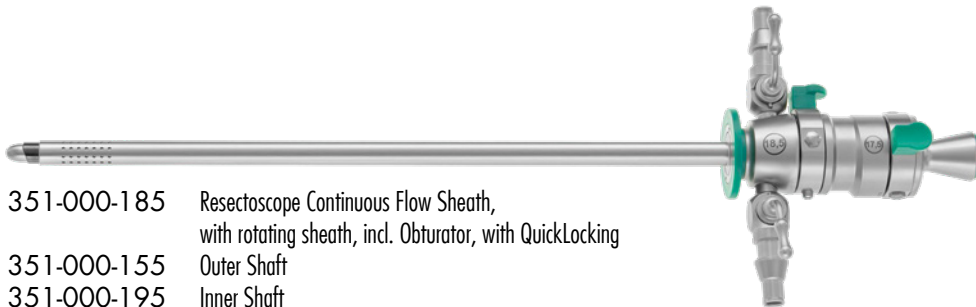 18,5
17,5
351-000-185 Resectoscope Continuous Flow Sheath,
with rotating sheath, incl. Obturator, with QuickLocking
351-000-155 Outer Shaft
351-000-195 Inner Shaft